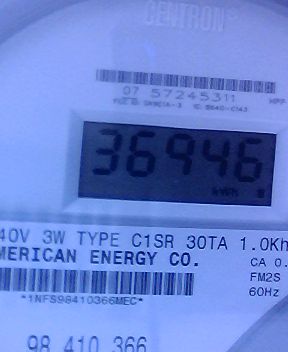 CENTRON®
07 57245311
36946
kWh
40V 3W TYPE C1SR 30TA 1.0Kh
MERICAN ENERGY CO.
CA 0.
FM2S
60Hz
*1NFS98410366MEC*
98 410 366